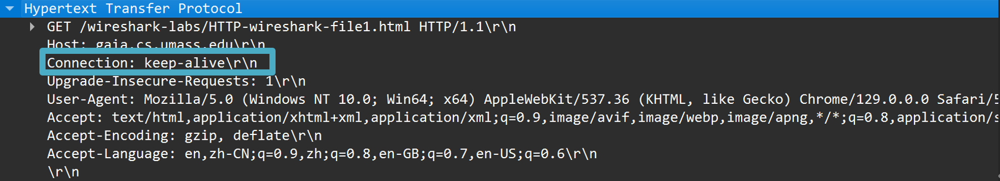 Hypertext Transfer Protocol
GET /wireshark-labs/HTTP-wireshark-file1.html HTTP/1.1\r\n
Host: gaia.cs.umass.edu\r\n
Connection: keep-alive\r\n
Upgrade-Insecure-Requests: 1\r\n
User-Agent: Mozilla/5.0 (Windows NT 10.0; Win64; x64) AppleWebKit/537.36 (KHTML, like Gecko) Chrome/129.0.0.0 Safari/5
Accept: text/html,application/xhtml+xml,application/xml;q=0.9,image/avif,image/webp,image/apng,*/*;q=0.8,application/s
Accept-Encoding: gzip, deflate\r\n
Accept-Language: en,zh-CN;q=0.9,zh;q=0.8,en-GB;q=0.7,en-US;q=0.6\r\n
\r\n